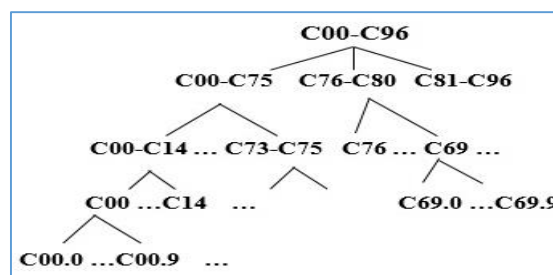 C00-C96
C00-C75 C76-C80 C81-C96
C00-C14 ... C73-C75 C76 ... C69 ...
C00 ...C14 ... C69.0 ...C69.9
C00.0 ...C00.9 ...